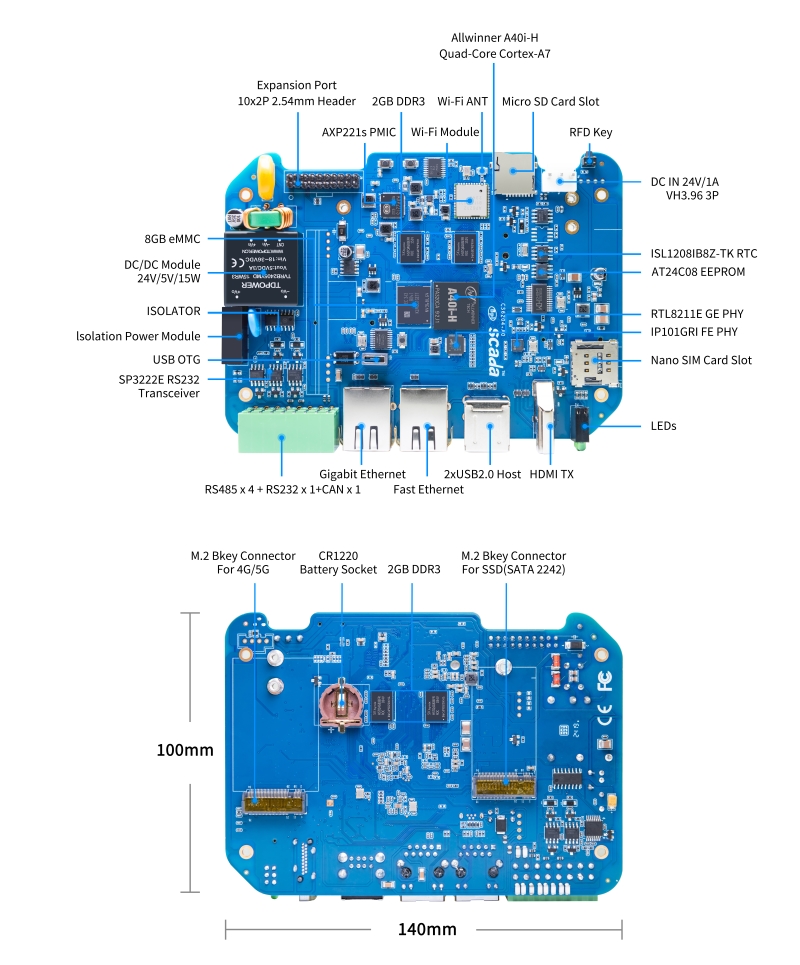 Allwinner A40i-H
Quad-Core Cortex-A7
Expansion Port
10x2P 2.54mm Header
2GB DDR3
Wi-Fi ANT
Micro SD Card Slot
AXP221s PMIC
Wi-Fi Module
RFD Key
DC IN 24V/1A
VH3.96 3P
8GB eMMC
DC/DC Module
24V/5V/15W
ISOLATOR
Isolation Power Module
USB OTG
SP3222E RS232
Transceiver
ISL1208IB8Z-TK RTC
AT24C08 EEPROM
RTL8211E GE PHY
IP101GRI FE PHY
Nano SIM Card Slot
LEDs
TOPPOWER
A40I-H
Scada
Gigabit Ethernet
2xUSB2.0 Host
HDMI TX
RS485 x 4 + RS232 x 1+CAN x 1
Fast Ethernet
M.2 Bkey Connector
For 4G/5G
CR1220
Battery Socket
2GB DDR3
M.2 Bkey Connector
For SSD(SATA 2242)
CE FC
100mm
140mm